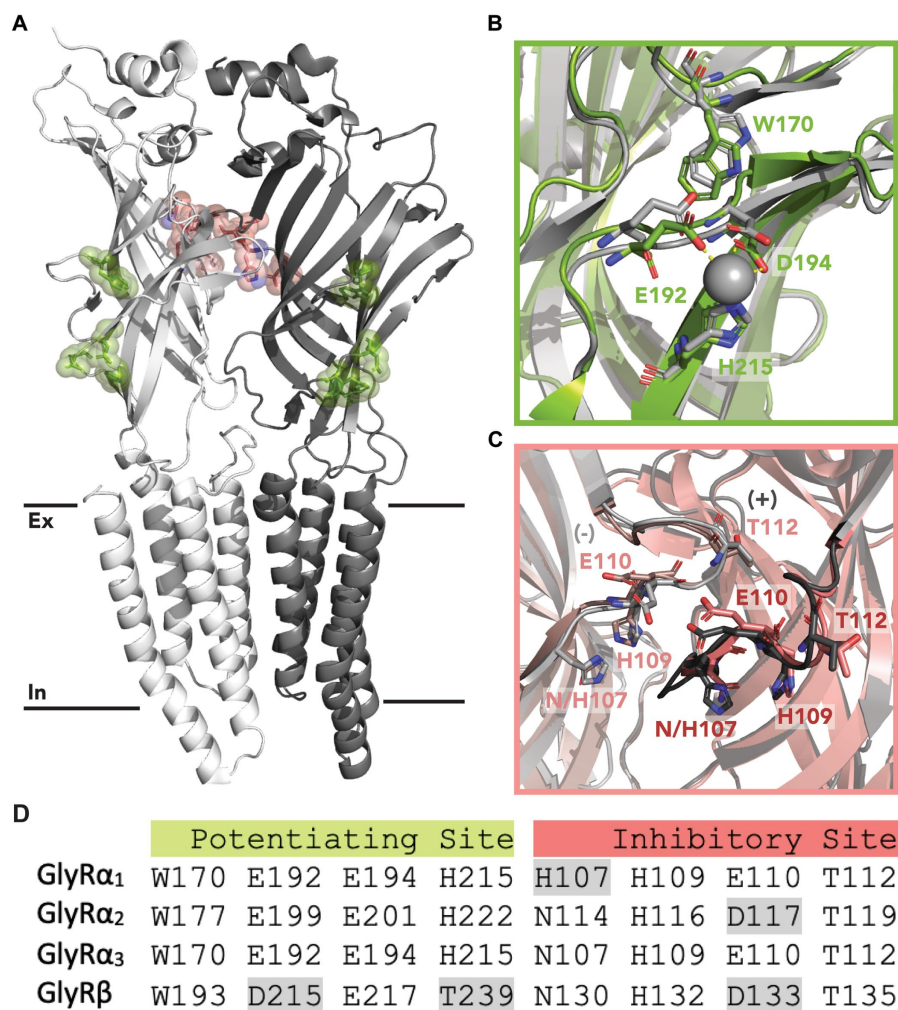 A
Ex
In
B
W170
D194
E192
H215
C
(+)
(-)
T112
E110
E110
T112
H109
N/H107
N/H107
H109
D
Potentiating Site Inhibitory Site
GlyRα1 W170 E192 E194 H215 H107 H109 E110 T112
GlyRα2 W177 E199 E201 H222 N114 H116 D117 T119
GlyRα3 W170 E192 E194 H215 N107 H109 E110 T112
GlyRβ W193 D215 E217 T239 N130 H132 D133 T135